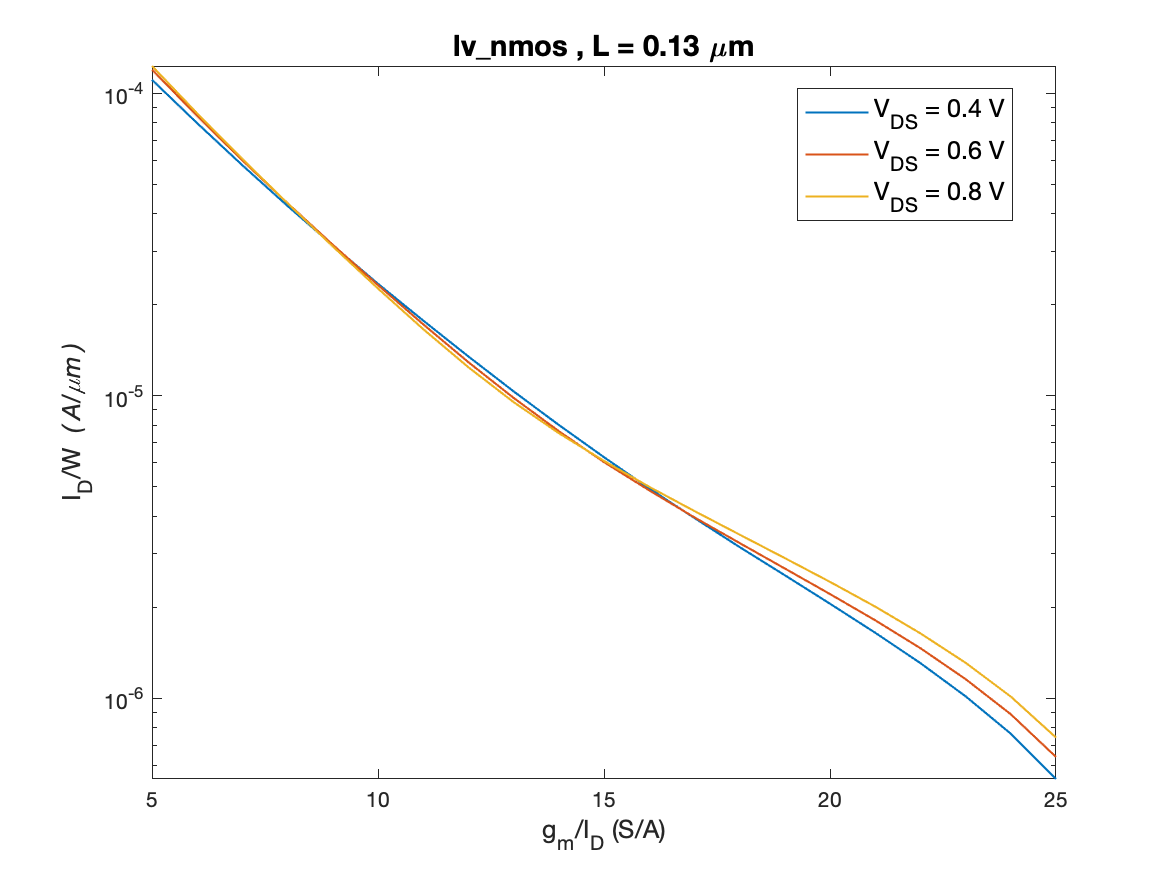 lv_nmos , L = 0.13 μm
10⁻⁴
10⁻⁵
10⁻⁶
I_D/W ( A/μm )
V_DS = 0.4 V
V_DS = 0.6 V
V_DS = 0.8 V
5 10 15 20 25
g_m/I_D (S/A)